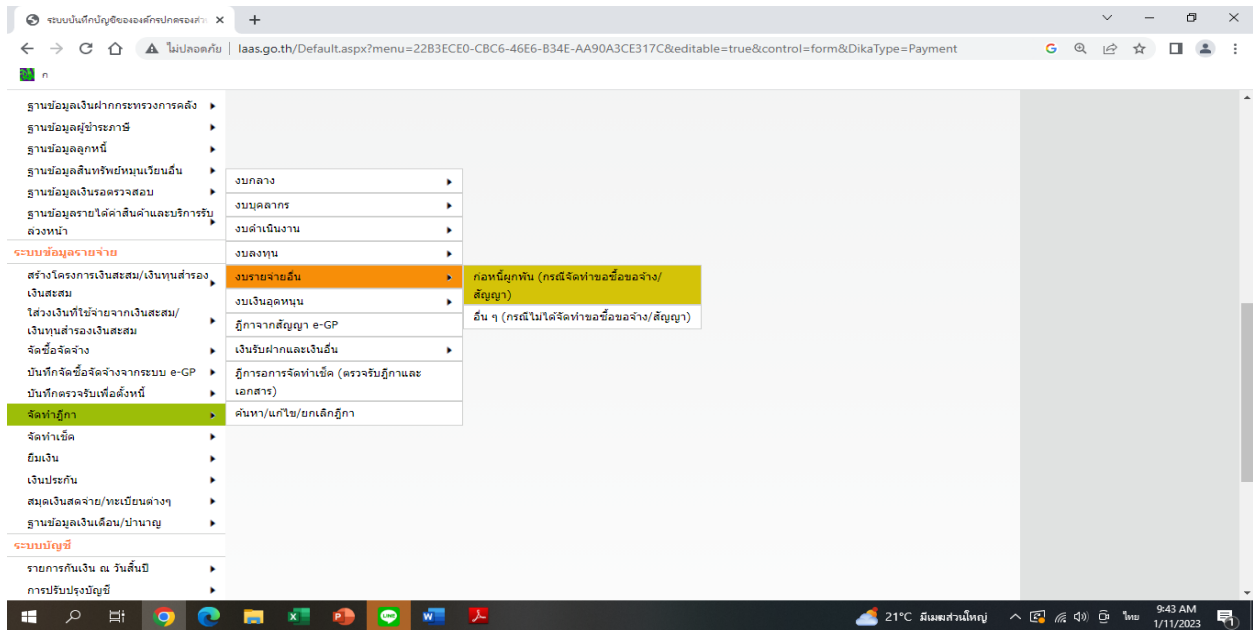 ระบบบันทึกบัญชีขององค์กรปกครองส่ว
ไม่ปลอดภัย | laas.go.th/Default.aspx?menu=22B3ECE0-CBC6-46E6-B34E-AA90A3CE317C&editable=true&control=form&DikaType=Payment
ก
ฐานข้อมูลเงินฝากกระทรวงการคลัง
ฐานข้อมูลผู้ชำระภาษี
ฐานข้อมูลลูกหนี้
ฐานข้อมูลสินทรัพย์หมุนเวียนอื่น
ฐานข้อมูลเงินรอตรวจสอบ
ฐานข้อมูลรายได้ค่าสินค้าและบริการรับ
ล่วงหน้า
ระบบข้อมูลรายจ่าย
สร้างโครงการเงินสะสม/เงินทุนสำรอง
เงินสะสม
ใส่วงเงินที่ใช้จ่ายจากเงินสะสม/
เงินทุนสำรองเงินสะสม
จัดซื้อจัดจ้าง
บันทึกจัดซื้อจัดจ้างจากระบบ e-GP
บันทึกตรวจรับเพื่อตั้งหนี้
จัดทำฎีกา
จัดทำเช็ค
ยืมเงิน
เงินประกัน
สมุดเงินสดจ่าย/ทะเบียนต่างๆ
ฐานข้อมูลเงินเดือน/บำนาญ
ระบบบัญชี
รายการกันเงิน ณ วันสิ้นปี
การปรับปรุงบัญชี
งบกลาง
งบบุคลากร
งบดำเนินงาน
งบลงทุน
งบรายจ่ายอื่น
งบเงินอุดหนุน
ฎีกาจากสัญญา e-GP
เงินรับฝากและเงินอื่น
ฎีการอการจัดทำเช็ค (ตรวจรับฎีกาและ
เอกสาร)
ค้นหา/แก้ไข/ยกเลิกฎีกา
ก่อหนี้ผูกพัน (กรณีจัดทำขอซื้อขอจ้าง/
สัญญา)
อื่น ๆ (กรณีไม่ได้จัดทำขอซื้อขอจ้าง/สัญญา)
21°C มีเมฆส่วนใหญ่
ไทย
9:43 AM
1/11/2023